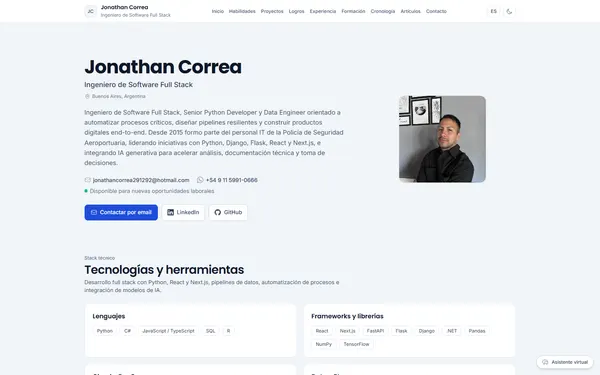 JC
Jonathan Correa
Ingeniero de Software Full Stack
Inicio Habilidades Proyectos Logros Experiencia Formación Cronología Artículos Contacto
ES
Jonathan Correa
Ingeniero de Software Full Stack
Buenos Aires, Argentina
Ingeniero de Software Full Stack, Senior Python Developer y Data Engineer orientado a
automatizar procesos críticos, diseñar pipelines resilientes y construir productos
digitales end-to-end. Desde 2015 formo parte del personal IT de la Policía de Seguridad
Aeroportuaria, liderando iniciativas con Python, Django, Flask, React y Next.js, e
integrando IA generativa para acelerar análisis, documentación técnica y toma de
decisiones.
jonathancorrea291292@hotmail.com +54 9 11 5991-0686
Disponible para nuevas oportunidades laborales
Contactar por email LinkedIn GitHub
Stack técnico
Tecnologías y herramientas
Desarrollo full stack con Python, React y Next.js, pipelines de datos, automatización de procesos e
integración de modelos de IA.
Lenguajes
Python C# JavaScript / TypeScript SQL R
Frameworks y librerías
React Next.js FastAPI Flask Django .NET Pandas
NumPy TensorFlow
Asistente virtual